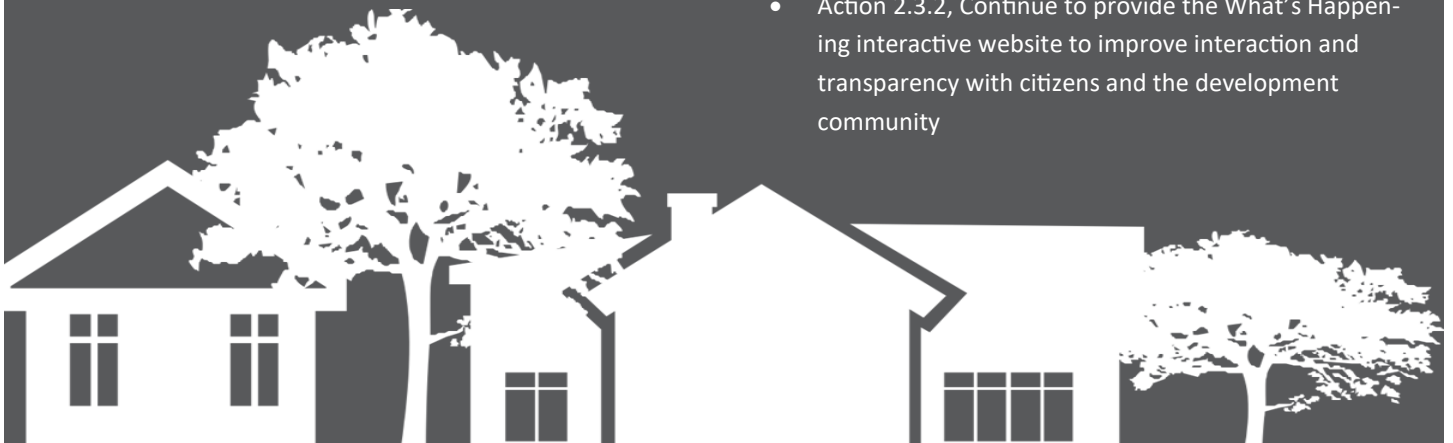 • Action 2.3.2, Continue to provide the What's Happen-
ing interactive website to improve interaction and
transparency with citizens and the development
community